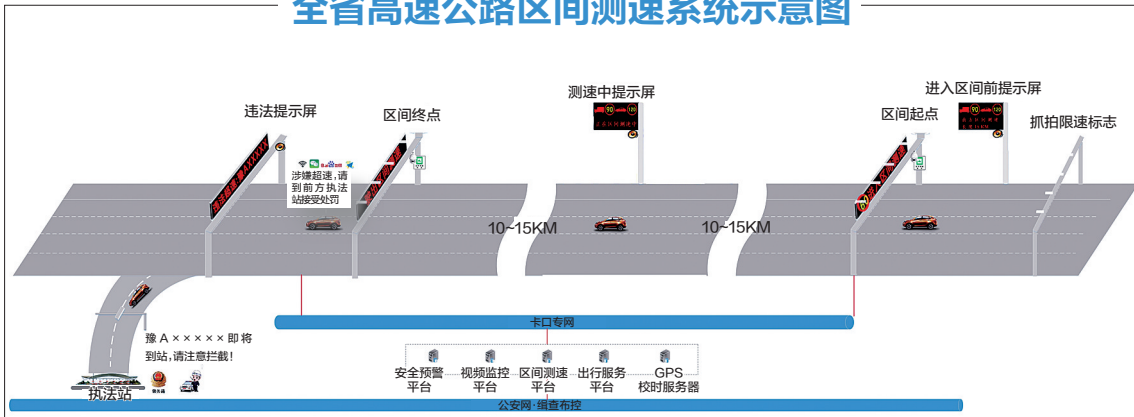 全省高速公路区间测速系统示意图
违法提示屏
区间终点
测速中提示屏
区间起点
进入区间前提示屏
抓拍限速标志
90
120
90
120
涉嫌超速,请
到前方执法
站接受处罚
10~15KM
10~15KM
豫A×××××即将
到站,请注意拦截!
执法站
卡口专网
安全预警
平台
视频监控
平台
区间测速
平台
出行服务
平台
GPS
校时服务器
公安网·缉查布控